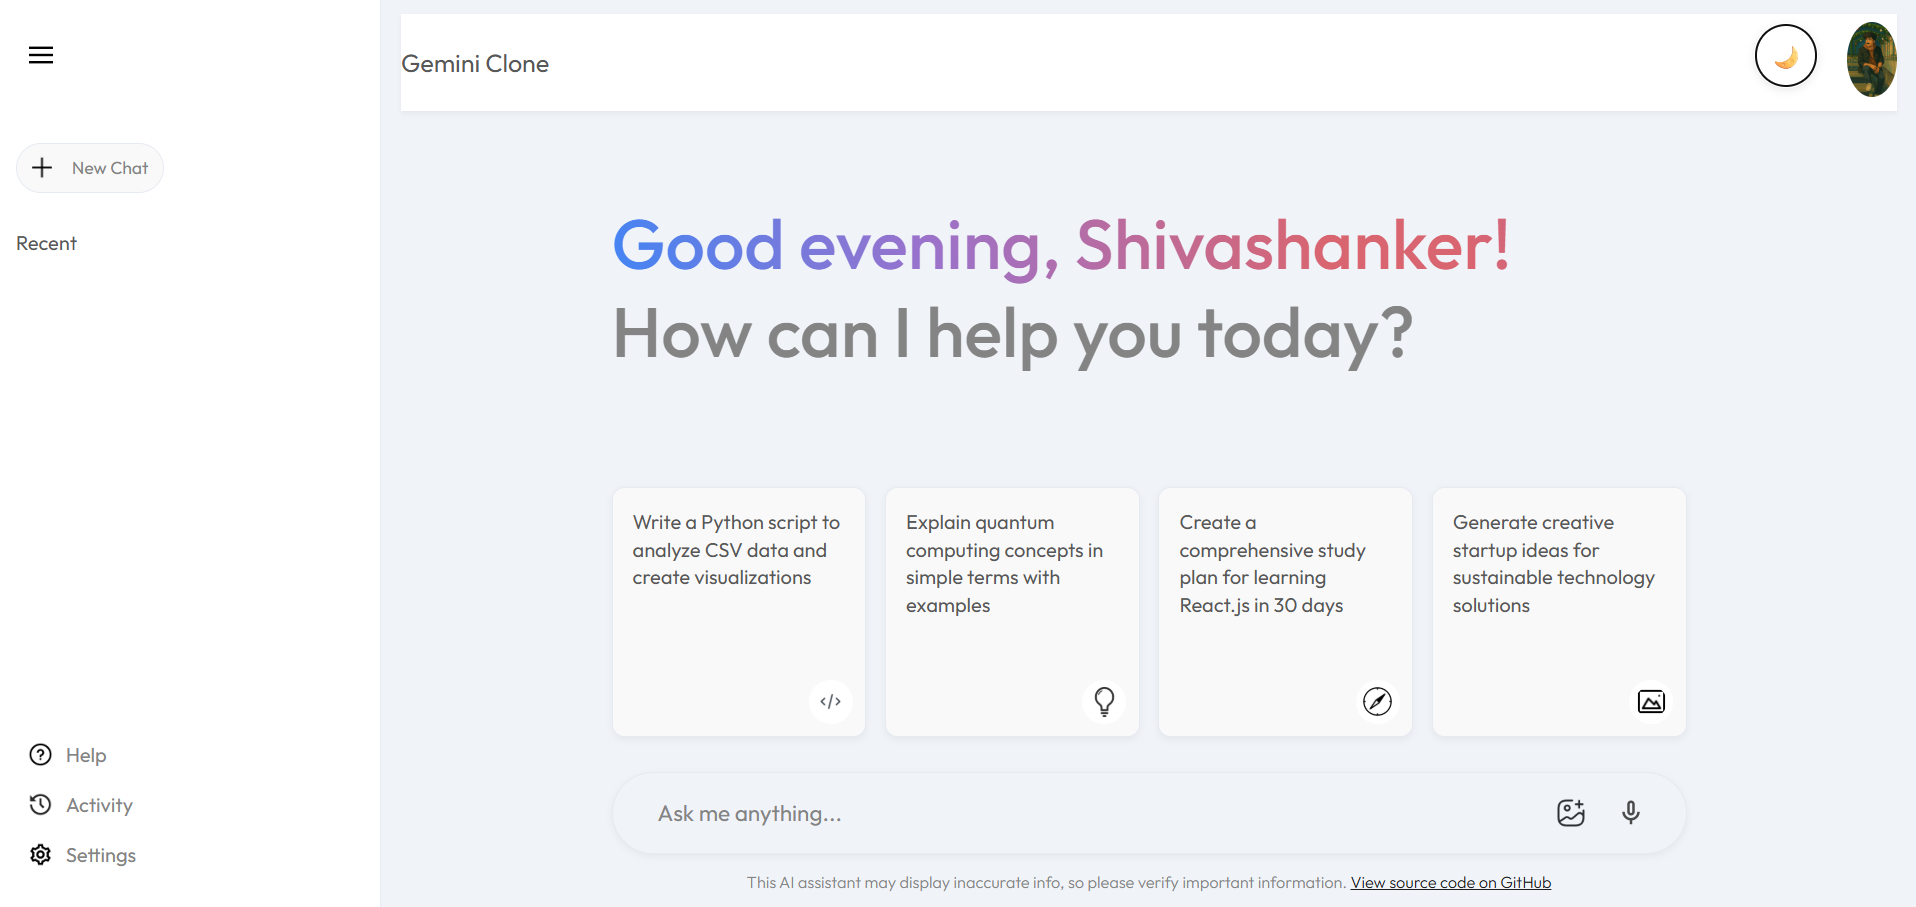 Gemini Clone
New Chat
Recent
Good evening, Shivashanker!
How can I help you today?
Write a Python script to
analyze CSV data and
create visualizations
Explain quantum
computing concepts in
simple terms with
examples
Create a
comprehensive study
plan for learning
React.js in 30 days
Generate creative
startup ideas for
sustainable technology
solutions
Help
Activity
Settings
Ask me anything...
This AI assistant may display inaccurate info, so please verify important information. View source code on GitHub